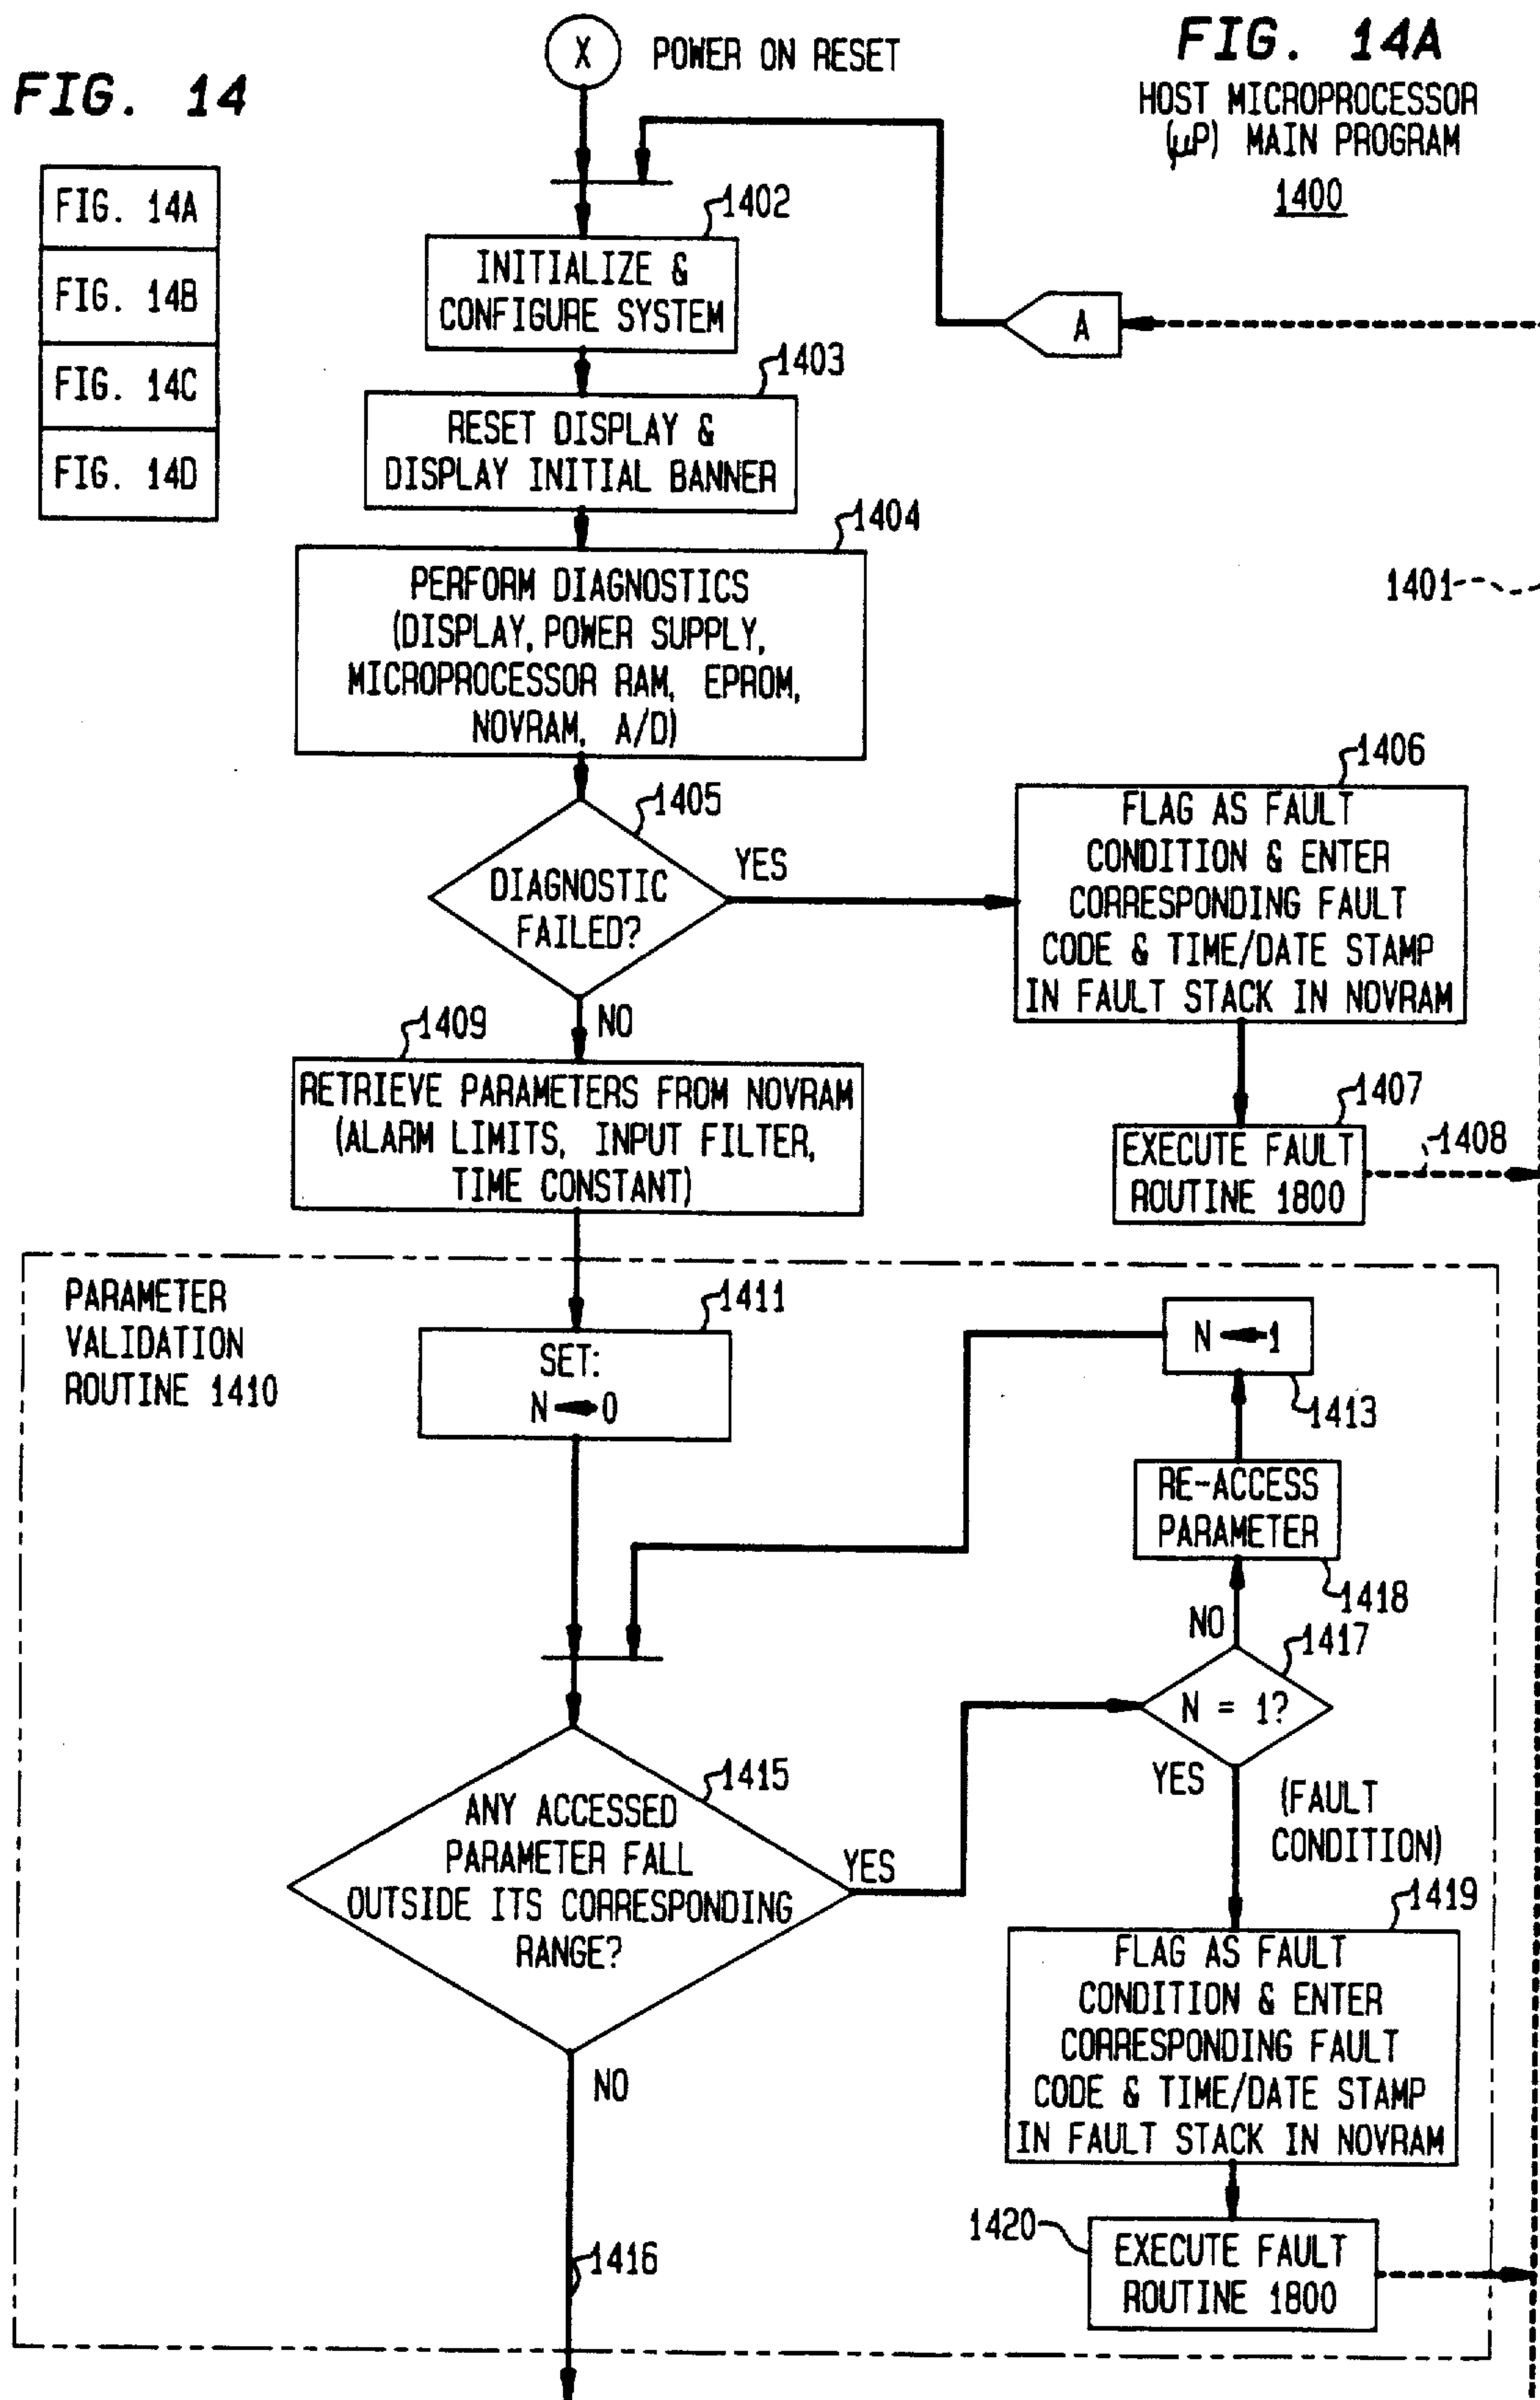 FIG. 14
FIG. 14A
FIG. 14B
FIG. 14C
FIG. 14D
X
POWER ON RESET
FIG. 14A
HOST MICROPROCESSOR
(μP) MAIN PROGRAM
1400
A
1401
1402
INITIALIZE &
CONFIGURE SYSTEM
1403
RESET DISPLAY &
DISPLAY INITIAL BANNER
1404
PERFORM DIAGNOSTICS
(DISPLAY, POWER SUPPLY,
MICROPROCESSOR RAM, EPROM,
NOVRAM, A/D)
1405
DIAGNOSTIC
FAILED?
YES
NO
1406
FLAG AS FAULT
CONDITION & ENTER
CORRESPONDING FAULT
CODE & TIME/DATE STAMP
IN FAULT STACK IN NOVRAM
1407
EXECUTE FAULT
ROUTINE 1800
1408
1409
RETRIEVE PARAMETERS FROM NOVRAM
(ALARM LIMITS, INPUT FILTER,
TIME CONSTANT)
PARAMETER
VALIDATION
ROUTINE 1410
1411
SET:
N ← 0
N ← 1
1413
RE-ACCESS
PARAMETER
1418
NO
1417
N = 1?
YES
(FAULT
CONDITION)
1415
ANY ACCESSED
PARAMETER FALL
OUTSIDE ITS CORRESPONDING
RANGE?
YES
NO
1419
FLAG AS FAULT
CONDITION & ENTER
CORRESPONDING FAULT
CODE & TIME/DATE STAMP
IN FAULT STACK IN NOVRAM
1420
EXECUTE FAULT
ROUTINE 1800
1416